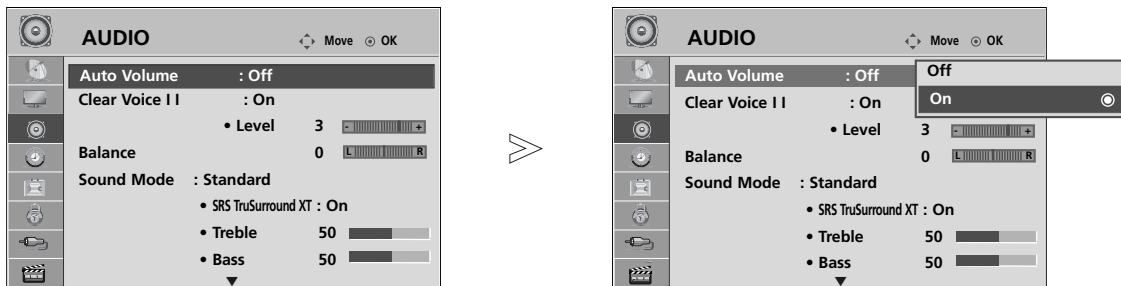 AUDIO
Move OK
Auto Volume : Off
Clear Voice I I : On
• Level 3 - +
Balance 0 L R
Sound Mode : Standard
• SRS TruSurround XT : On
• Treble 50
• Bass 50
▼
>
AUDIO
Move OK
Auto Volume : Off
Off
On
Clear Voice I I : On
• Level 3 - +
Balance 0 L R
Sound Mode : Standard
• SRS TruSurround XT : On
• Treble 50
• Bass 50
▼